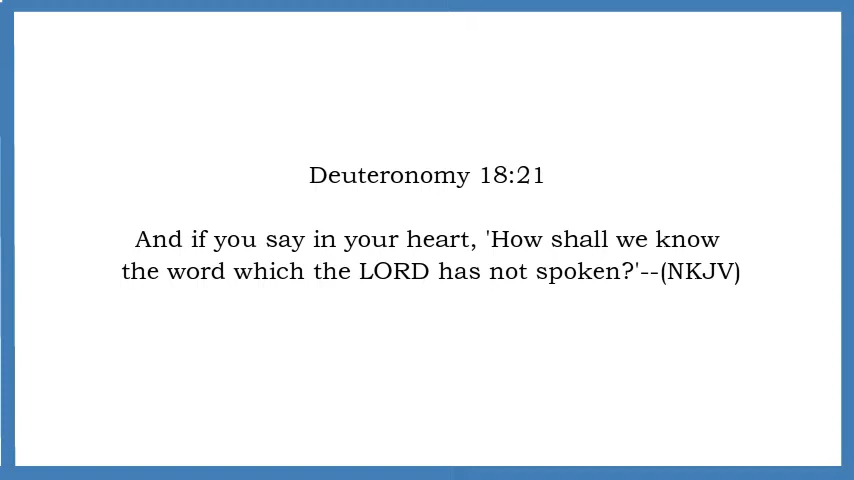 Deuteronomy 18:21
And if you say in your heart, 'How shall we know
the word which the LORD has not spoken?'--(NKJV)